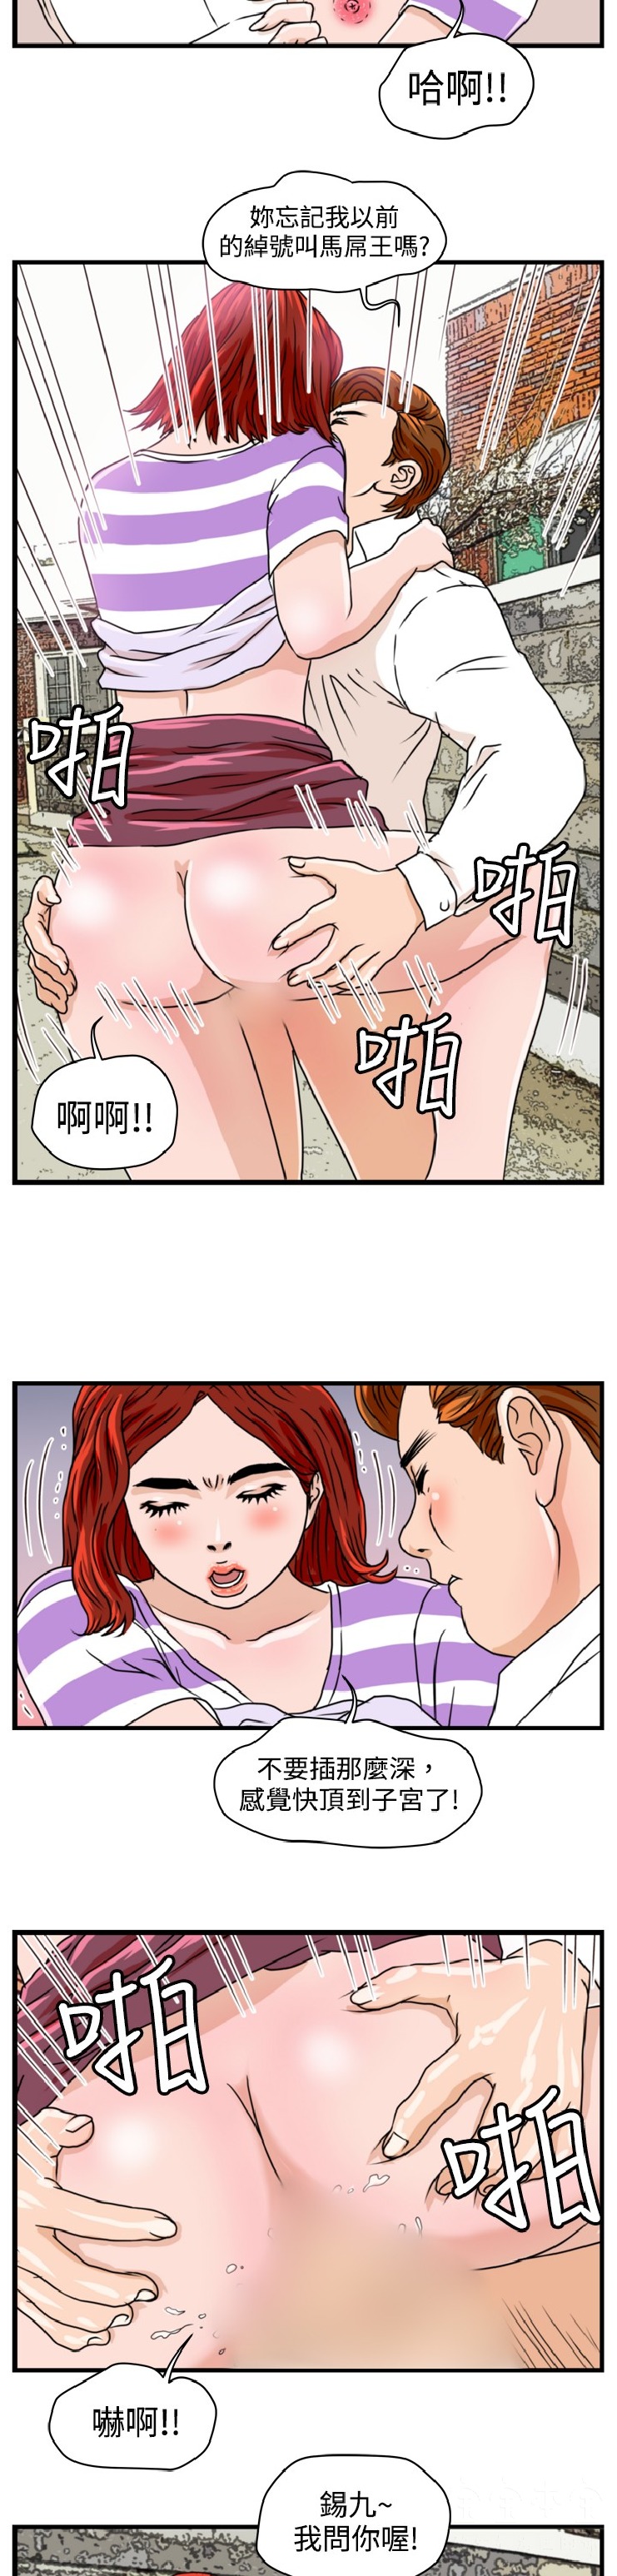 哈啊!!
妳忘記我以前
的綽號叫馬屌王嗎?
啪
啪
啪
啊啊!!
不要插那麼深，
感覺快頂到子宮了!
啪
啪
嚇啊!!
錫九~
我問你喔!